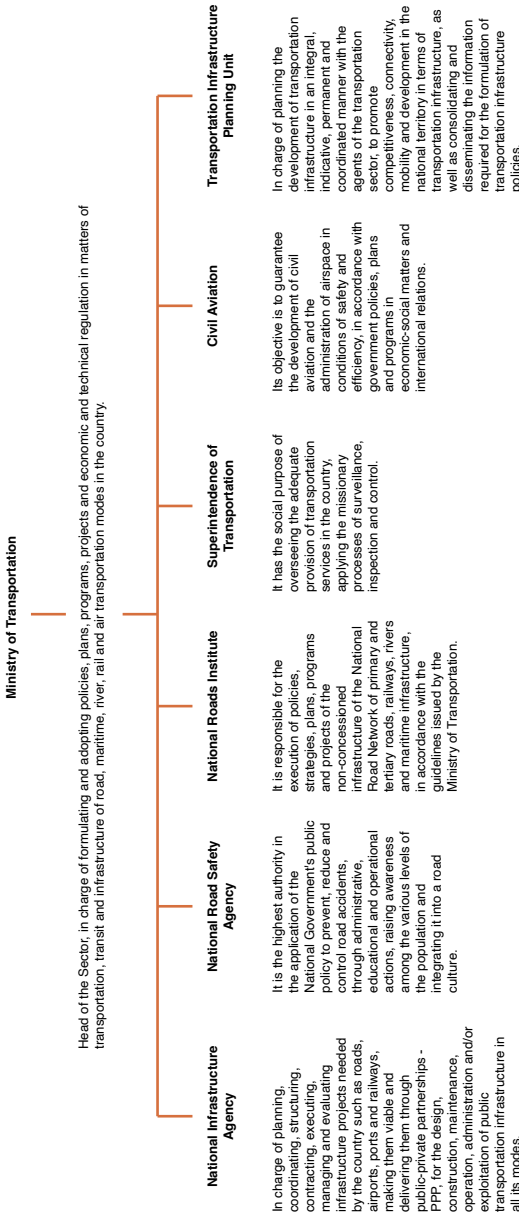 Ministry of Transportation
Head of the Sector, in charge of formulating and adopting policies, plans, programs, projects and economic and technical regulation in matters of
transportation, transit and infrastructure of road, maritime, river, rail and air transportation modes in the country.
National Infrastructure
Agency
In charge of planning,
coordinating, structuring,
contracting, executing,
managing and evaluating
infrastructure projects needed
by the country such as roads,
airports, ports and railways,
making them viable and
delivering them through
public-private partnerships -
PPP, for the design,
construction, maintenance,
operation, administration and/or
exploitation of public
transportation infrastructure in
all its modes.
National Road Safety
Agency
It is the highest authority in
the application of the
National Government's public
policy to prevent, reduce and
control road accidents,
through administrative,
educational and operational
actions, raising awareness
among the various levels of
the population and
integrating it into a road
culture.
National Roads Institute
It is responsible for the
execution of policies,
strategies, plans, programs
and projects of the
non-concessioned
infrastructure of the National
Road Network of primary and
tertiary roads, railways, rivers
and maritime infrastructure,
in accordance with the
guidelines issued by the
Ministry of Transportation.
Superintendence of
Transportation
It has the social purpose of
overseeing the adequate
provision of transportation
services in the country,
applying the missionary
processes of surveillance,
inspection and control.
Civil Aviation
Its objective is to guarantee
the development of civil
aviation and the
administration of airspace in
conditions of safety and
efficiency, in accordance with
government policies, plans
and programs in
economic-social matters and
international relations.
Transportation Infrastructure
Planning Unit
In charge of planning the
development of transportation
infrastructure in an integral,
indicative, permanent and
coordinated manner with the
agents of the transportation
sector, to promote
competitiveness, connectivity,
mobility and development in the
national territory in terms of
transportation infrastructure, as
well as consolidating and
disseminating the information
required for the formulation of
transportation infrastructure
policies.